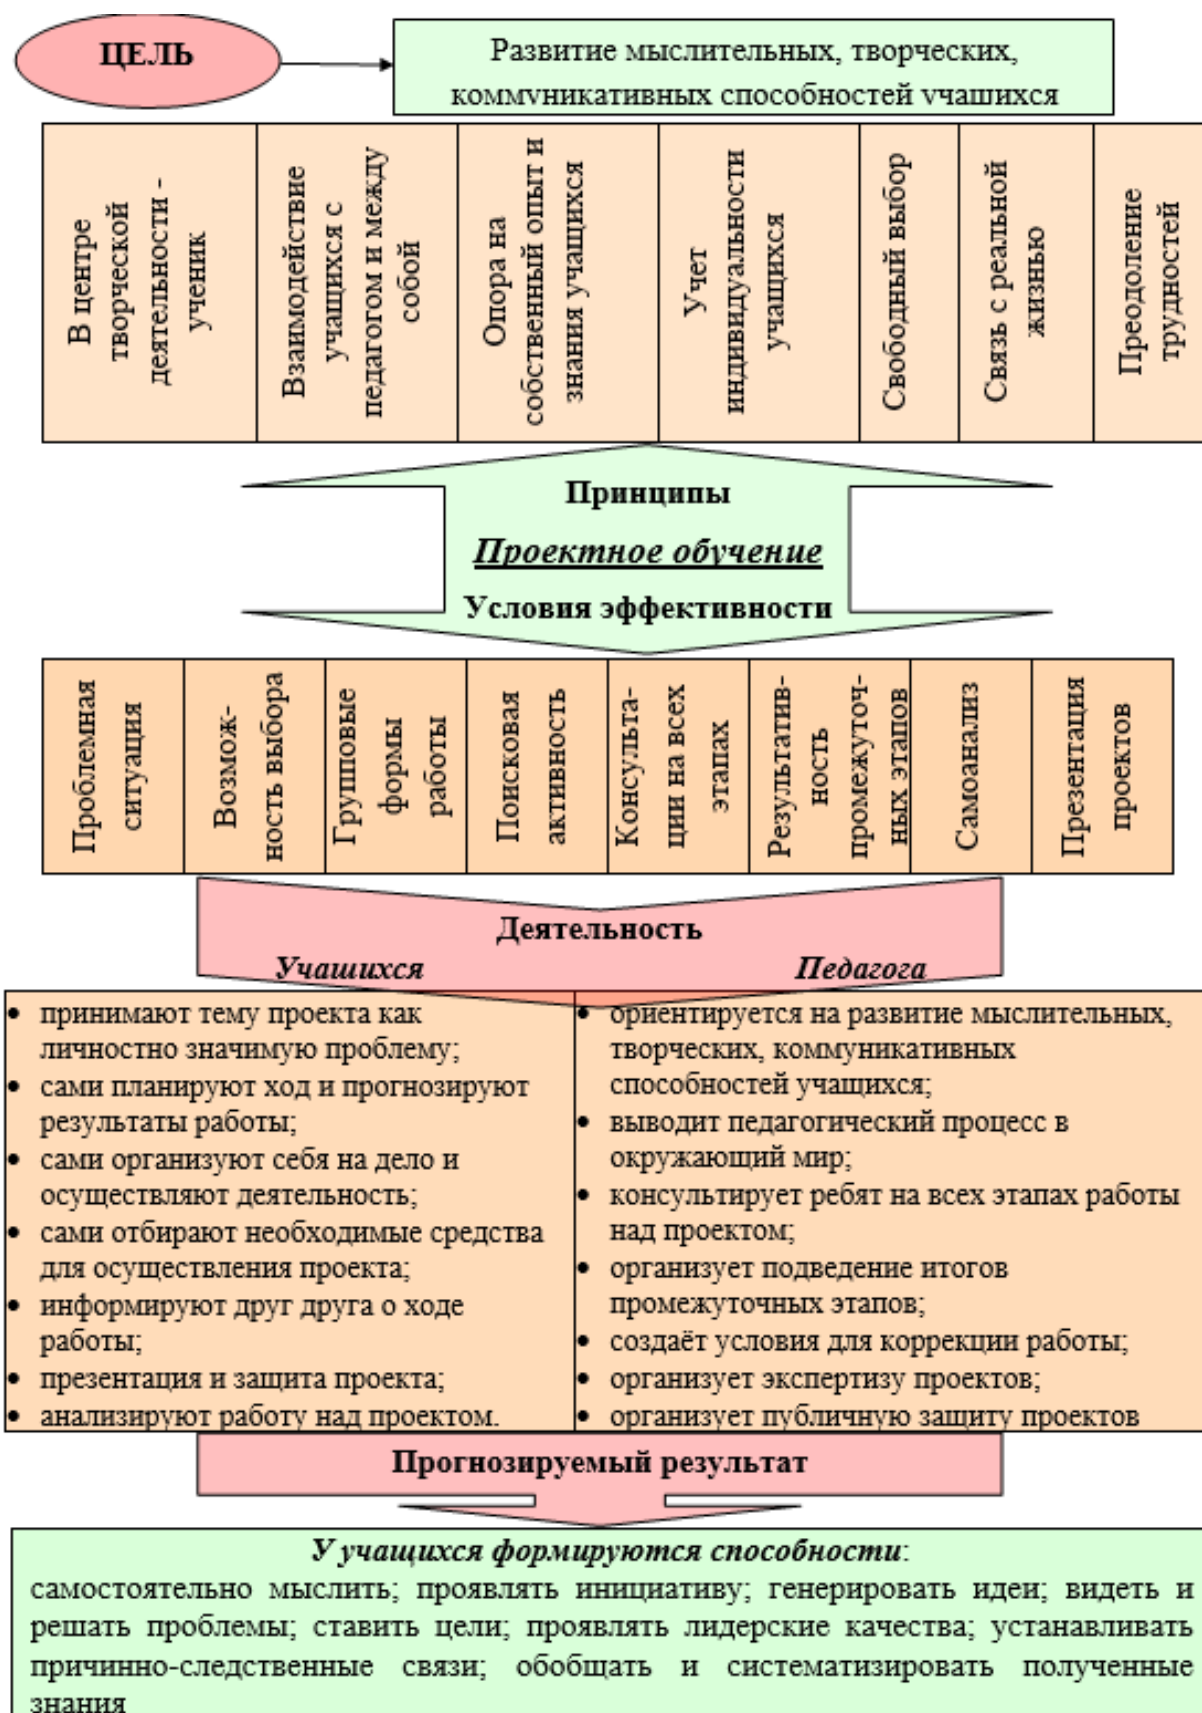 ЦЕЛЬ
Развитие мыслительных, творческих,
коммуникативных способностей учащихся
В центре
творческой
деятельности -
ученик
Взаимодействие
учащихся с
педагогом и между
собой
Опора на
собственный опыт и
знания учащихся
Учет
индивидуальности
учащихся
Свободный выбор
Связь с реальной
жизнью
Преодоление
трудностей
Принципы
Проектное обучение
Условия эффективности
Проблемная
ситуация
Возмож-
ность выбора
Групповые
формы
работы
Поисковая
активность
Консульта-
ции на всех
этапах
Результатив-
ность
промежуточ-
ных этапов
Самоанализ
Презентация
проектов
Деятельность
Учащихся
Педагога
• принимают тему проекта как
личностно значимую проблему;
• сами планируют ход и прогнозируют
результаты работы;
• сами организуют себя на дело и
осуществляют деятельность;
• сами отбирают необходимые средства
для осуществления проекта;
• информируют друг друга о ходе
работы;
• презентация и защита проекта;
• анализируют работу над проектом.
• ориентируется на развитие мыслительных,
творческих, коммуникативных
способностей учащихся;
• выводит педагогический процесс в
окружающий мир;
• консультирует ребят на всех этапах работы
над проектом;
• организует подведение итогов
промежуточных этапов;
• создаёт условия для коррекции работы;
• организует экспертизу проектов;
• организует публичную защиту проектов
Прогнозируемый результат
У учащихся формируются способности:
самостоятельно мыслить; проявлять инициативу; генерировать идеи; видеть и
решать проблемы; ставить цели; проявлять лидерские качества; устанавливать
причинно-следственные связи; обобщать и систематизировать полученные
знания